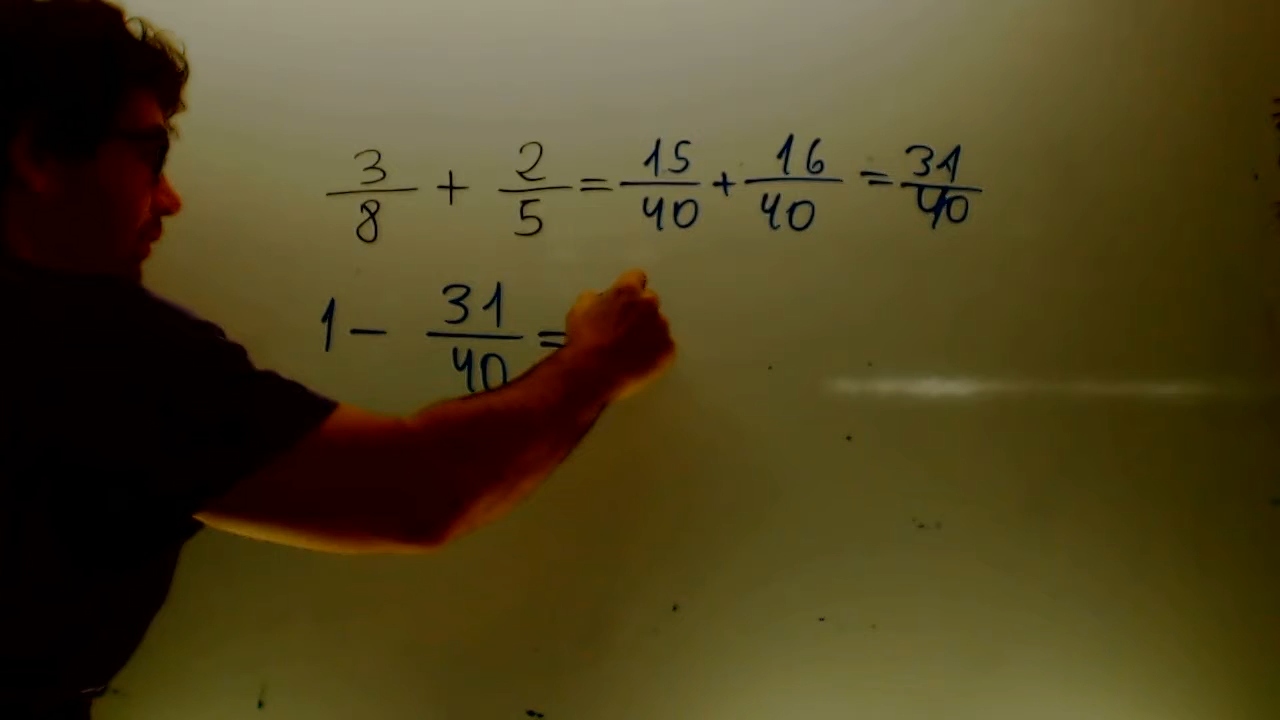 3/8 + 2/5 = 15/40 + 16/40 = 31/40
1 - 31/40 =